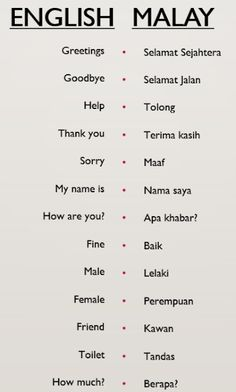 ENGLISH MALAY
Greetings • Selamat Sejahtera
Goodbye • Selamat Jalan
Help • Tolong
Thank you • Terima kasih
Sorry • Maaf
My name is • Nama saya
How are you? • Apa khabar?
Fine • Baik
Male • Lelaki
Female • Perempuan
Friend • Kawan
Toilet • Tandas
How much? • Berapa?